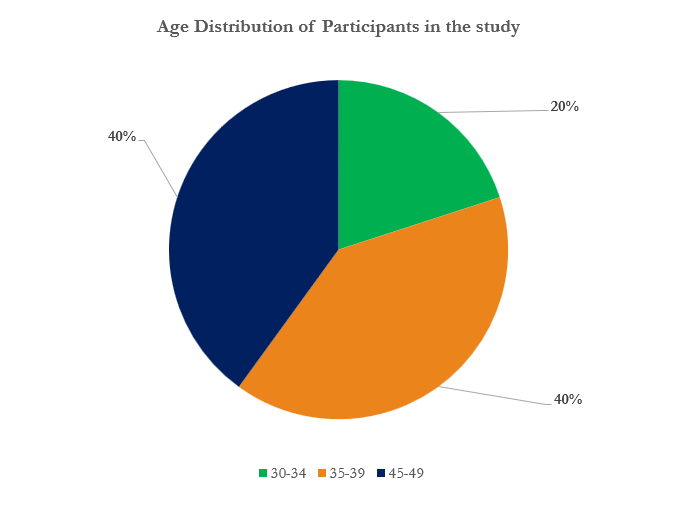 Age Distribution of Participants in the study
20%
40%
40%
30-34 35-39 45-49